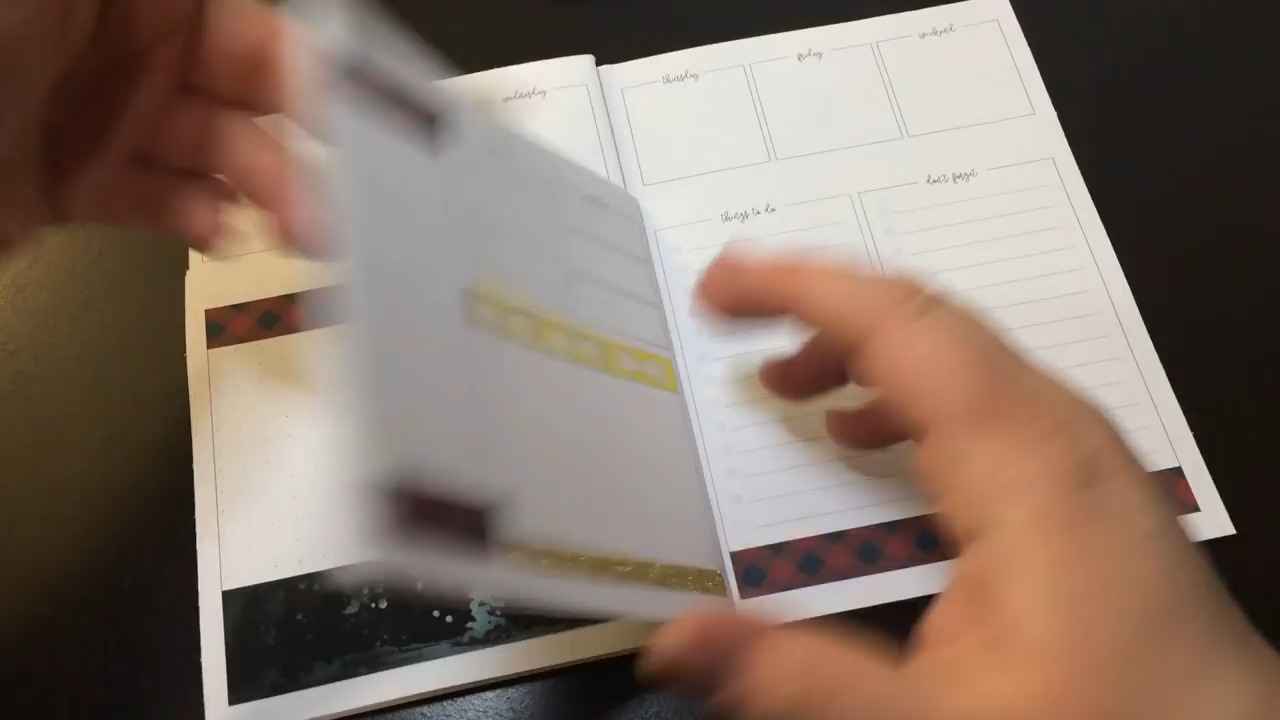 wednesday
thursday
friday
weekend
things to do
don't forget